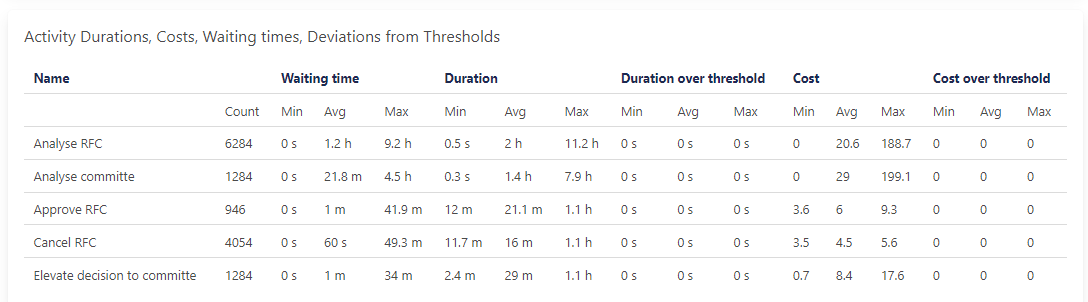 Activity Durations, Costs, Waiting times, Deviations from Thresholds
Name Waiting time Duration Duration over threshold Cost Cost over threshold
Count Min Avg Max Min Avg Max Min Avg Max Min Avg Max Min Avg Max
Analyse RFC 6284 0 s 1.2 h 9.2 h 0.5 s 2 h 11.2 h 0 s 0 s 0 s 0 20.6 188.7 0 0 0
Analyse committe 1284 0 s 21.8 m 4.5 h 0.3 s 1.4 h 7.9 h 0 s 0 s 0 s 0 29 199.1 0 0 0
Approve RFC 946 0 s 1 m 41.9 m 12 m 21.1 m 1.1 h 0 s 0 s 0 s 3.6 6 9.3 0 0 0
Cancel RFC 4054 0 s 60 s 49.3 m 11.7 m 16 m 1.1 h 0 s 0 s 0 s 3.5 4.5 5.6 0 0 0
Elevate decision to committe 1284 0 s 1 m 34 m 2.4 m 29 m 1.1 h 0 s 0 s 0 s 0.7 8.4 17.6 0 0 0